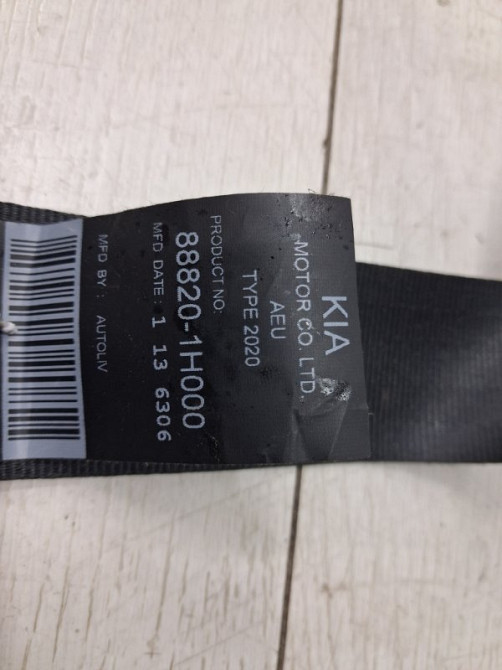 KIA
MOTOR CO. LTD.
AEU
TYPE 2020
PRODUCT NO:
88820-1H000
MFD DATE : 1 13 6306
MFD BY : AUTOLIV